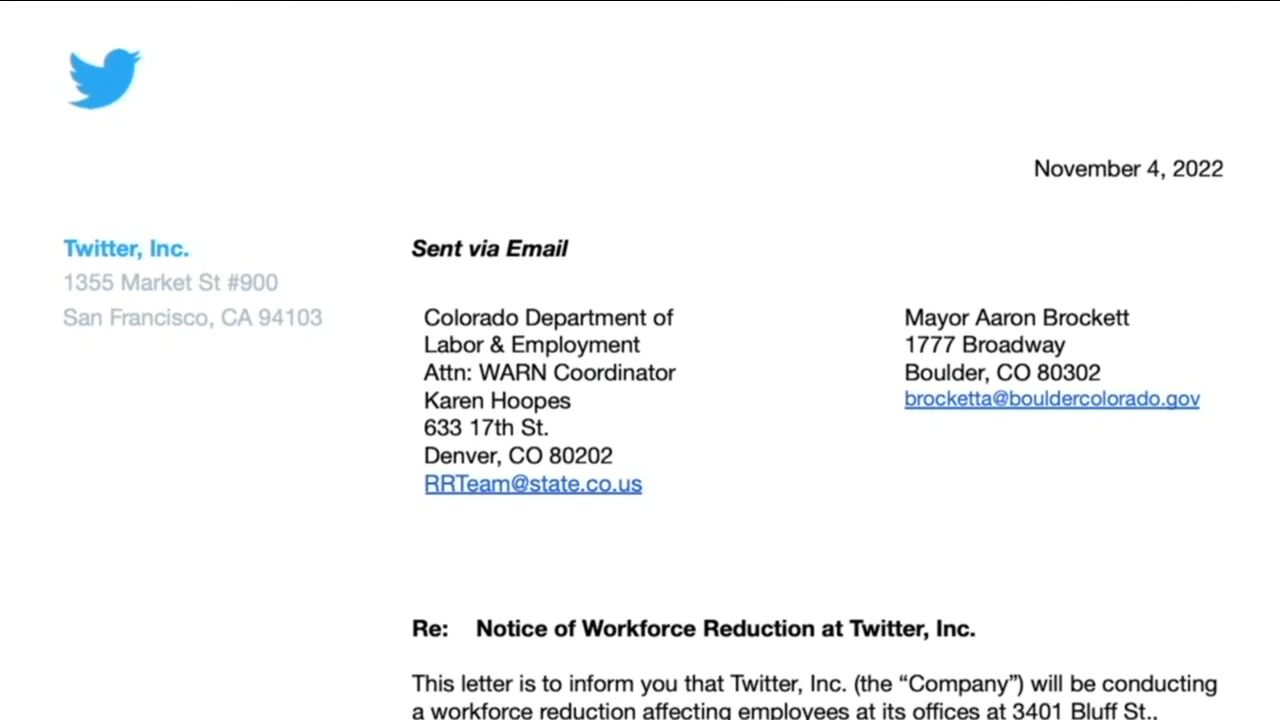 November 4, 2022
Twitter, Inc.
1355 Market St #900
San Francisco, CA 94103
Sent via Email
Colorado Department of
Labor & Employment
Attn: WARN Coordinator
Karen Hoopes
633 17th St.
Denver, CO 80202
RRTeam@state.co.us
Mayor Aaron Brockett
1777 Broadway
Boulder, CO 80302
brocketta@bouldercolorado.gov
Re: Notice of Workforce Reduction at Twitter, Inc.
This letter is to inform you that Twitter, Inc. (the “Company”) will be conducting
a workforce reduction affecting employees at its offices at 3401 Bluff St.,